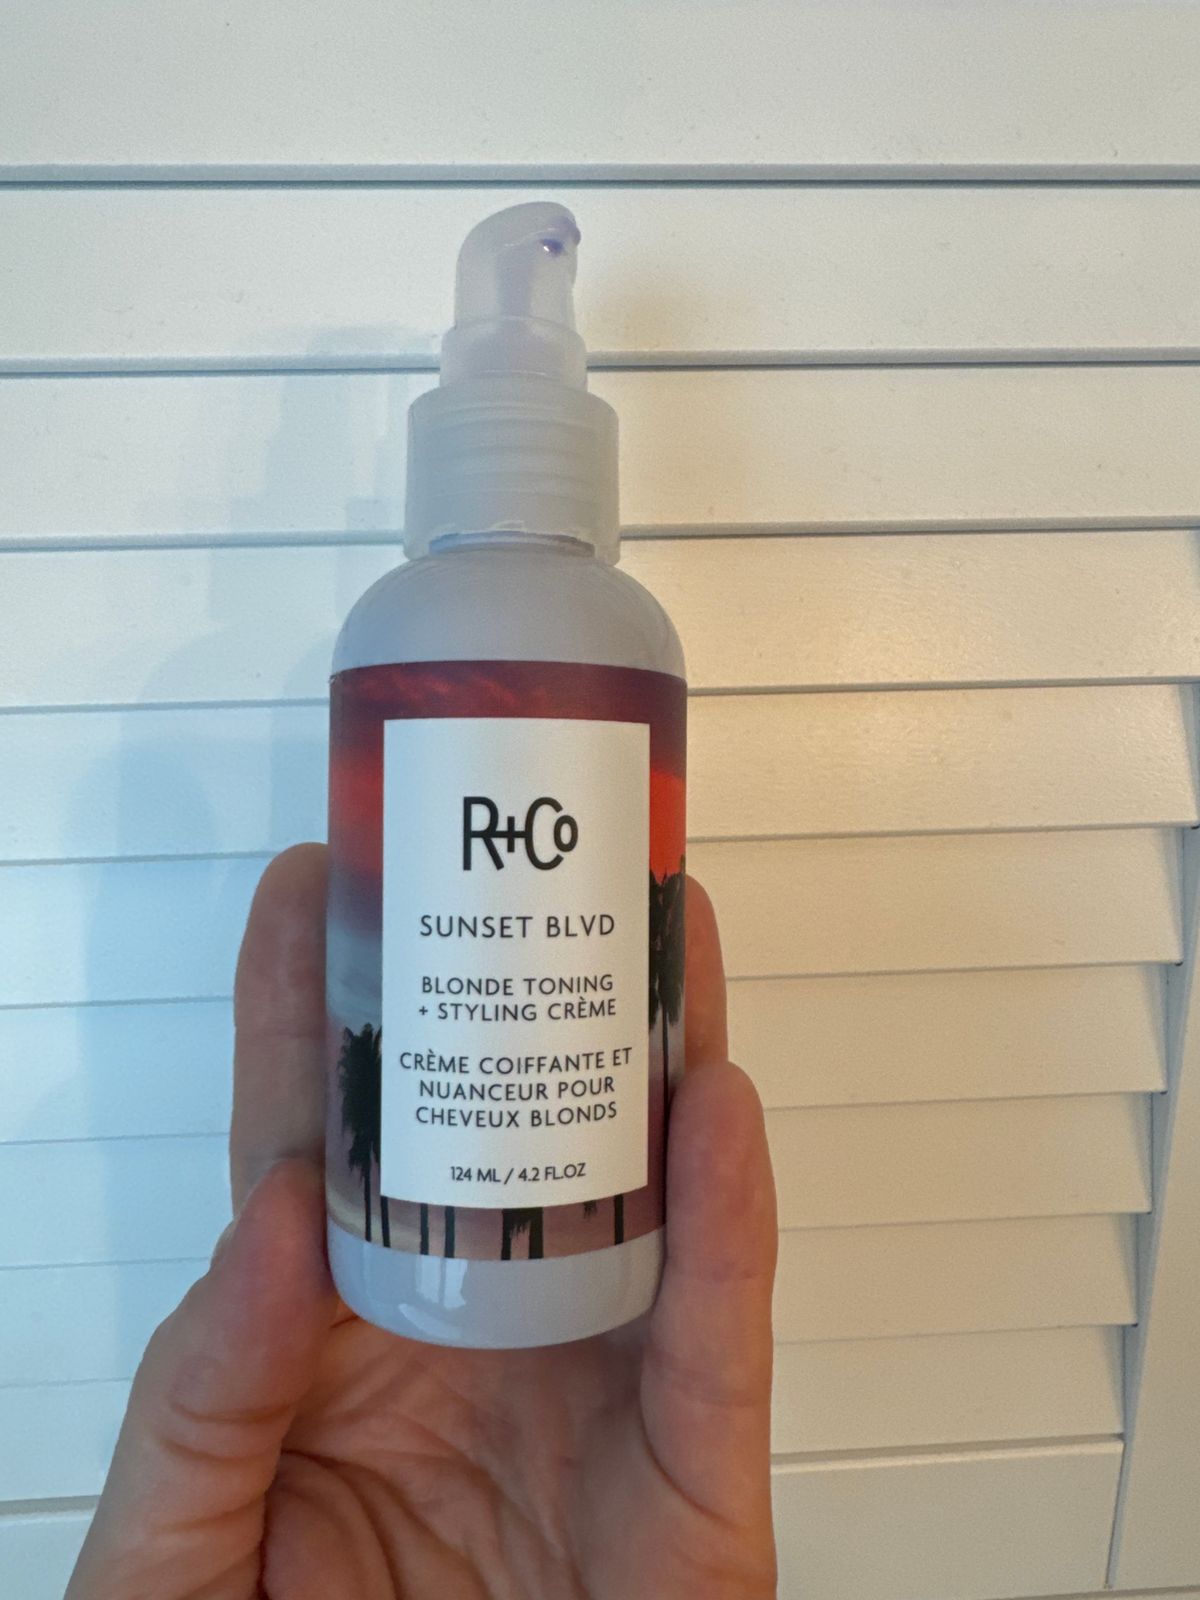 R+Co
SUNSET BLVD
BLONDE TONING
+ STYLING CRÈME
CRÈME COIFFANTE ET
NUANCEUR POUR
CHEVEUX BLONDS
124 ML / 4.2 FL.OZ